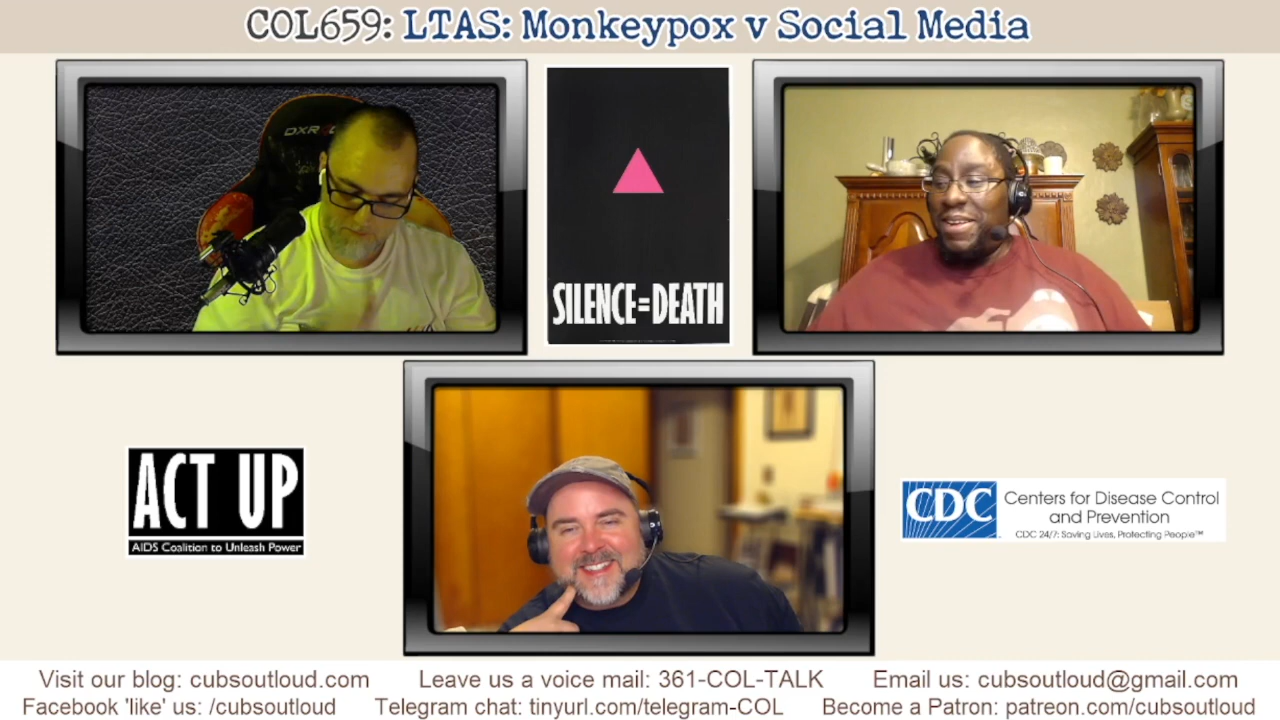 COL659: LTAS: Monkeypox v Social Media
DXR
SILENCE=DEATH
ACT UP
AIDS Coalition to Unleash Power
CDC
Centers for Disease Control
and Prevention
CDC 24/7: Saving Lives, Protecting People™
Visit our blog: cubsoutloud.com Leave us a voice mail: 361-COL-TALK Email us: cubsoutloud@gmail.com
Facebook 'like' us: /cubsoutloud Telegram chat: tinyurl.com/telegram-COL Become a Patron: patreon.com/cubsoutloud